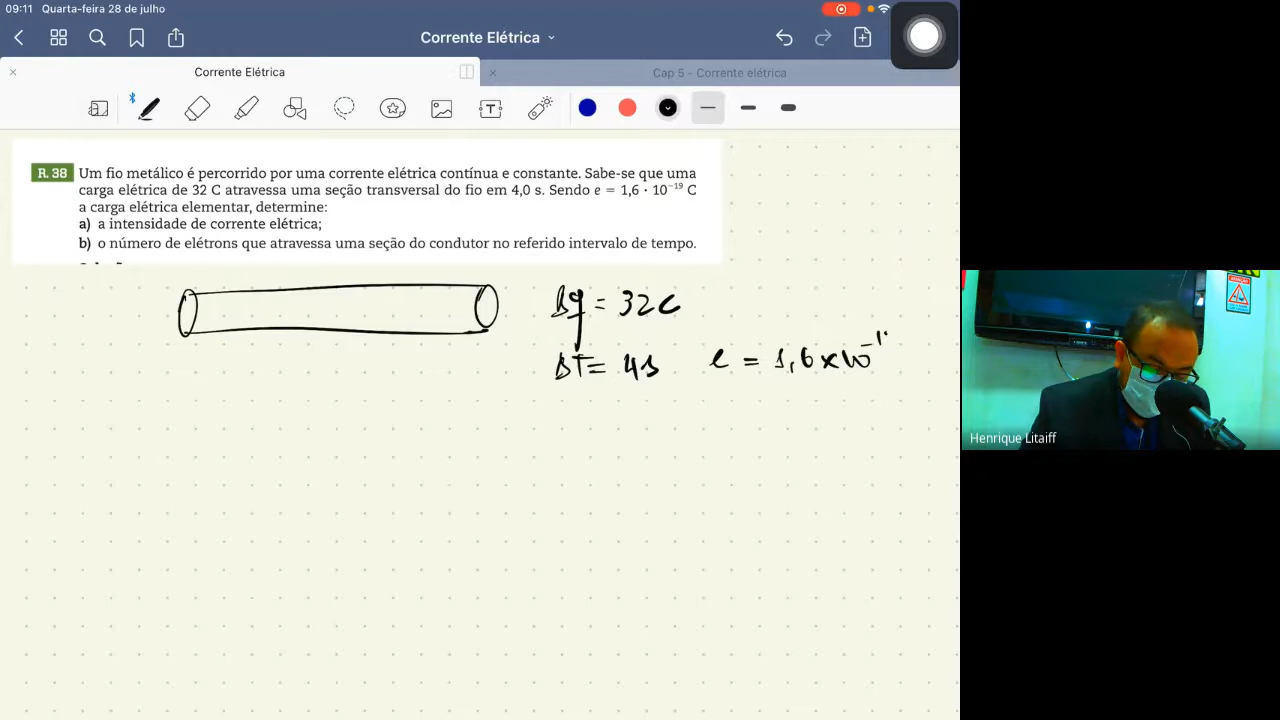 09:11 Quarta-feira 28 de julho
Corrente Elétrica
Corrente Elétrica
Cap 5 - Corrente elétrica
R. 38 Um fio metálico é percorrido por uma corrente elétrica contínua e constante. Sabe-se que uma
carga elétrica de 32 C atravessa uma seção transversal do fio em 4,0 s. Sendo e = 1,6 · 10⁻¹⁹ C
a carga elétrica elementar, determine:
a) a intensidade de corrente elétrica;
b) o número de elétrons que atravessa uma seção do condutor no referido intervalo de tempo.
Δq = 32C
ΔT = 4s e = 1,6x10⁻¹
Henrique Litaiff